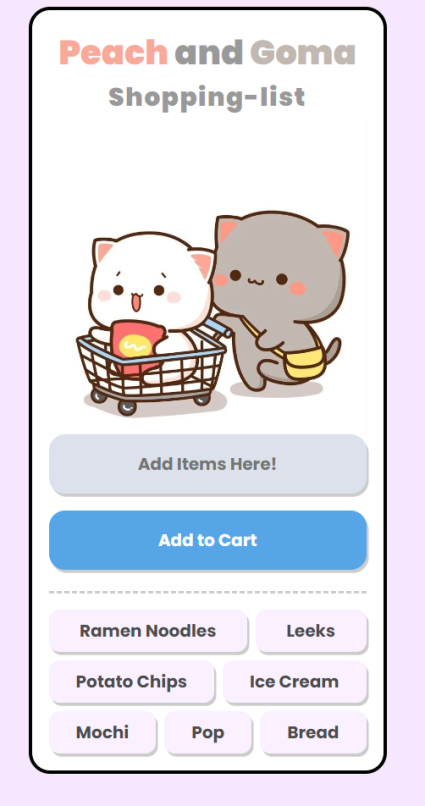 Peach and Goma
Shopping-list
Add Items Here!
Add to Cart
Ramen Noodles Leeks
Potato Chips Ice Cream
Mochi Pop Bread